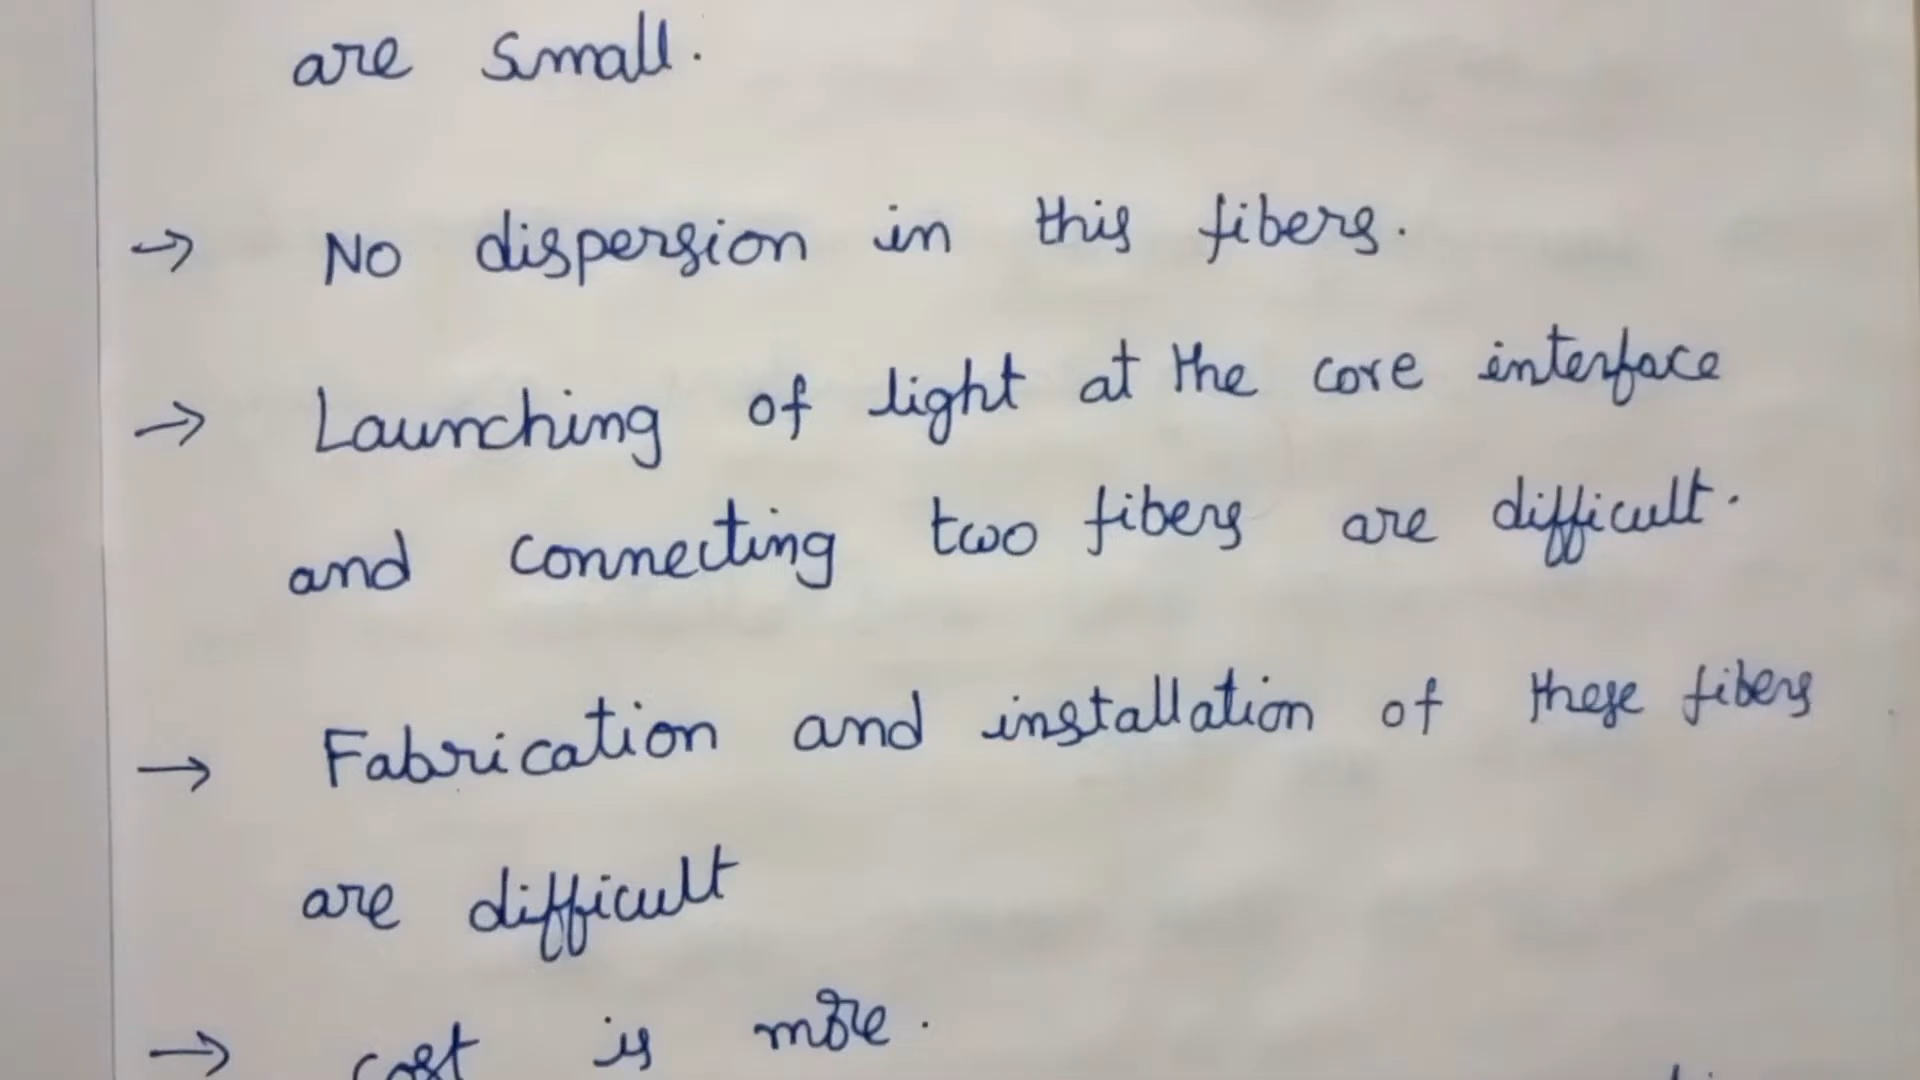 are small.
→ No dispersion in this fibers.
→ Launching of light at the core interface
and connecting two fibers are difficult.
→ Fabrication and installation of these fibers
are difficult
→ cost is more.